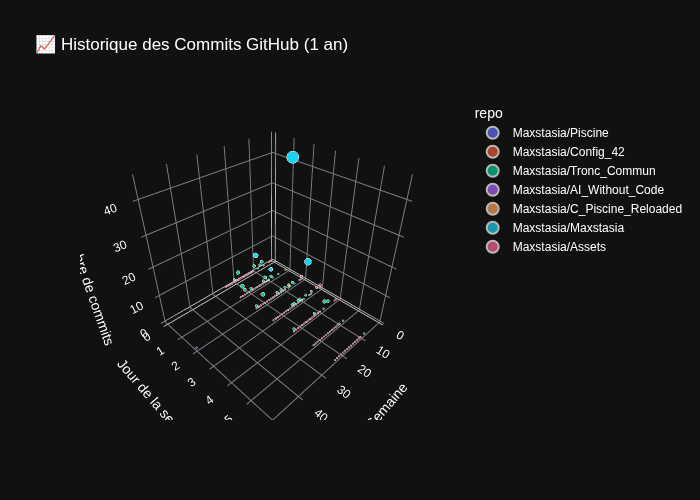 📈 Historique des Commits GitHub (1 an)
repo
Maxstasia/Piscine
Maxstasia/Config_42
Maxstasia/Tronc_Commun
Maxstasia/AI_Without_Code
Maxstasia/C_Piscine_Reloaded
Maxstasia/Maxstasia
Maxstasia/Assets
40
30
20
10
0
de commits
0
1
2
3
4
5
Jour de la se
0
10
20
30
40
emaine